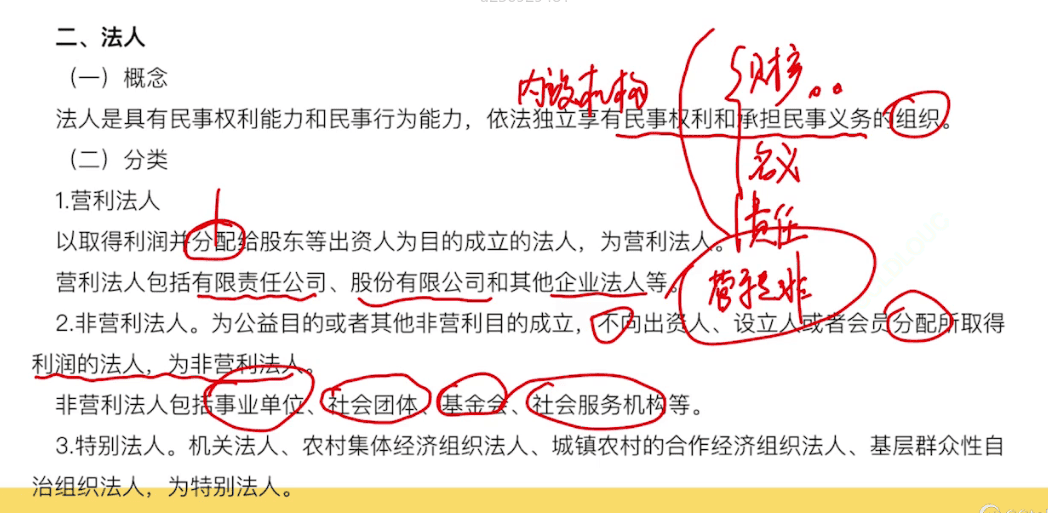 二、法人
（一）概念
内设机构
财产
法人是具有民事权利能力和民事行为能力，依法独立享有民事权利和承担民事义务的组织。
（二）分类
名义
1.营利法人
责任
以取得利润并分配给股东等出资人为目的成立的法人，为营利法人。
营利法人包括有限责任公司、股份有限公司和其他企业法人等。
2.非营利法人。为公益目的或者其他非营利目的成立，不向出资人、设立人或者会员分配所取得
利润的法人，为非营利法人。
非营利法人包括事业单位、社会团体、基金会、社会服务机构等。
3.特别法人。机关法人、农村集体经济组织法人、城镇农村的合作经济组织法人、基层群众性自
治组织法人，为特别法人。